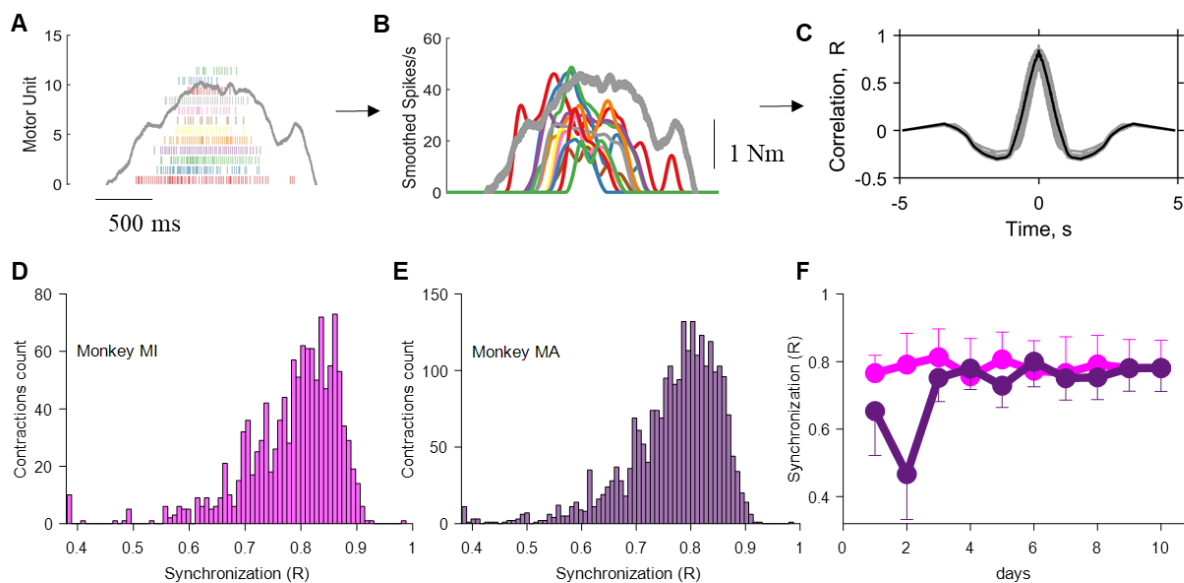 A
Motor Unit
15
10
5
0
500 ms
B
Smoothed Spikes/s
60
40
20
0
1 Nm
C
Correlation, R
1
0.5
0
-0.5
-5
0
5
Time, s
D
Contractions count
80
60
40
20
0
Monkey MI
0.4
0.5
0.6
0.7
0.8
0.9
1
Synchronization (R)
E
Contractions count
150
100
50
0
Monkey MA
0.4
0.5
0.6
0.7
0.8
0.9
1
Synchronization (R)
F
Synchronization (R)
1
0.8
0.6
0.4
0
2
4
6
8
10
days